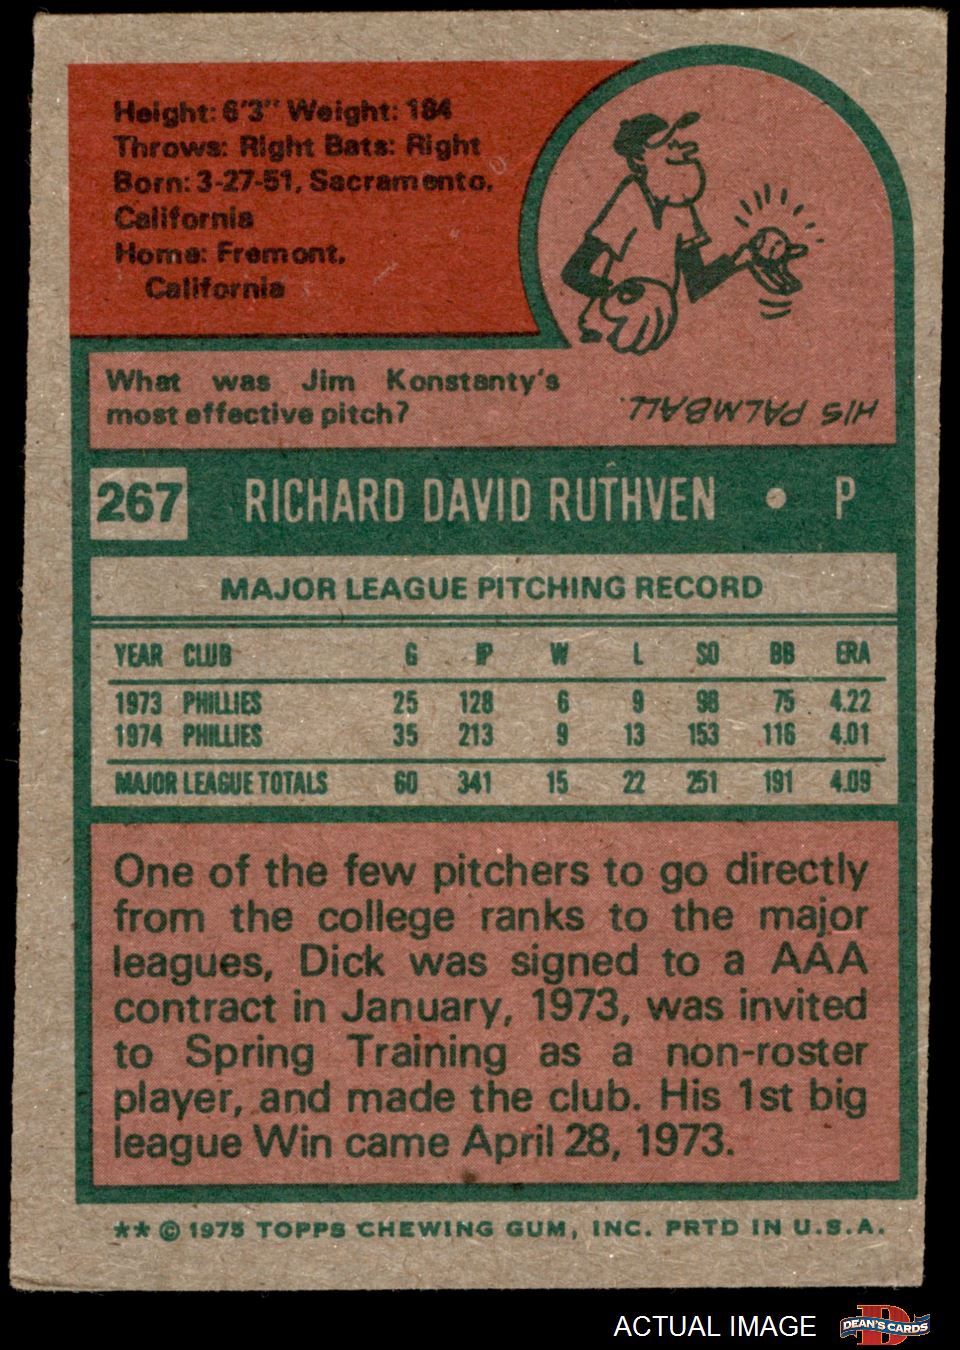 Height: 6'3" Weight: 184
Throws: Right Bats: Right
Born: 3-27-51, Sacramento,
California
Home: Fremont,
California
What was Jim Konstanty's
most effective pitch?
HIS PALMBALL.
267 RICHARD DAVID RUTHVEN • P
MAJOR LEAGUE PITCHING RECORD
YEAR CLUB G IP W L SO BB ERA
1973 PHILLIES 25 128 6 9 98 75 4.22
1974 PHILLIES 35 213 9 13 153 116 4.01
MAJOR LEAGUE TOTALS 60 341 15 22 251 191 4.09
One of the few pitchers to go directly
from the college ranks to the major
leagues, Dick was signed to a AAA
contract in January, 1973, was invited
to Spring Training as a non-roster
player, and made the club. His 1st big
league Win came April 28, 1973.
** © 1975 TOPPS CHEWING GUM, INC. PRTD IN U.S.A.
ACTUAL IMAGE
D
DEAN'S CARDS